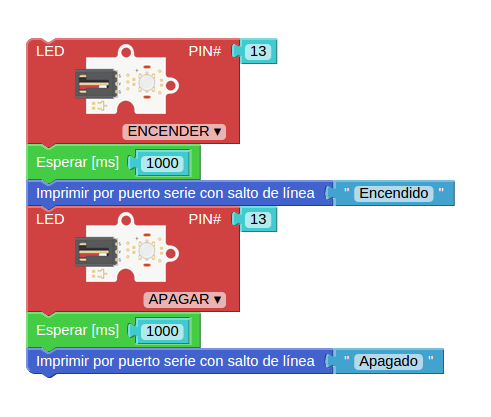 LED PIN# 13
ENCENDER ▾
Esperar [ms] 1000
Imprimir por puerto serie con salto de línea " Encendido "
LED PIN# 13
APAGAR ▾
Esperar [ms] 1000
Imprimir por puerto serie con salto de línea " Apagado "